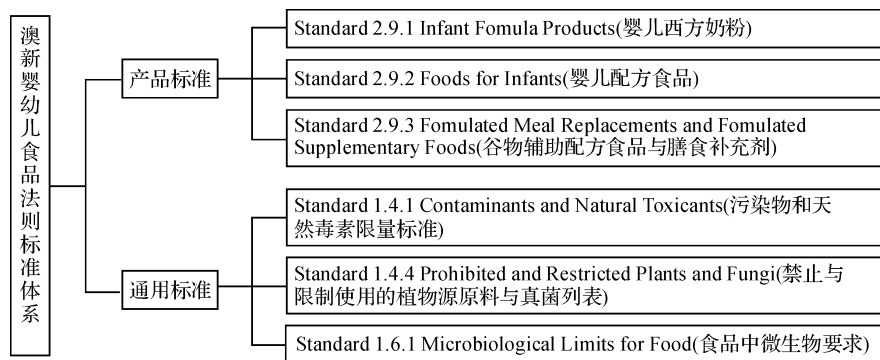 澳新婴幼儿食品法则标准体系
产品标准
Standard 2.9.1 Infant Fomula Products(婴儿西方奶粉)
Standard 2.9.2 Foods for Infants(婴儿配方食品)
Standard 2.9.3 Fomulated Meal Replacements and Fomulated
Supplementary Foods(谷物辅助配方食品与膳食补充剂)
通用标准
Standard 1.4.1 Contaminants and Natural Toxicants(污染物和天
然毒素限量标准)
Standard 1.4.4 Prohibited and Restricted Plants and Fungi(禁止与
限制使用的植物源原料与真菌列表)
Standard 1.6.1 Microbiological Limits for Food(食品中微生物要求)